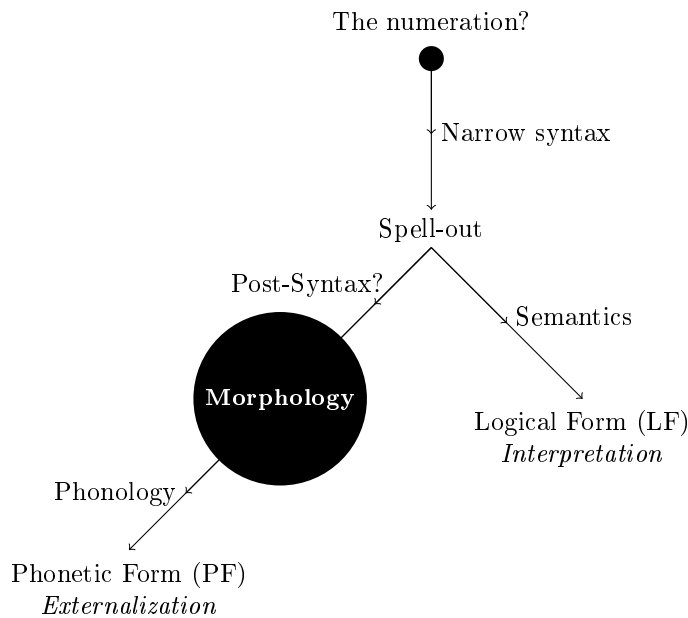 The numeration?
Narrow syntax
Spell-out
Post-Syntax?
Semantics
Morphology
Logical Form (LF)
Interpretation
Phonology
Phonetic Form (PF)
Externalization